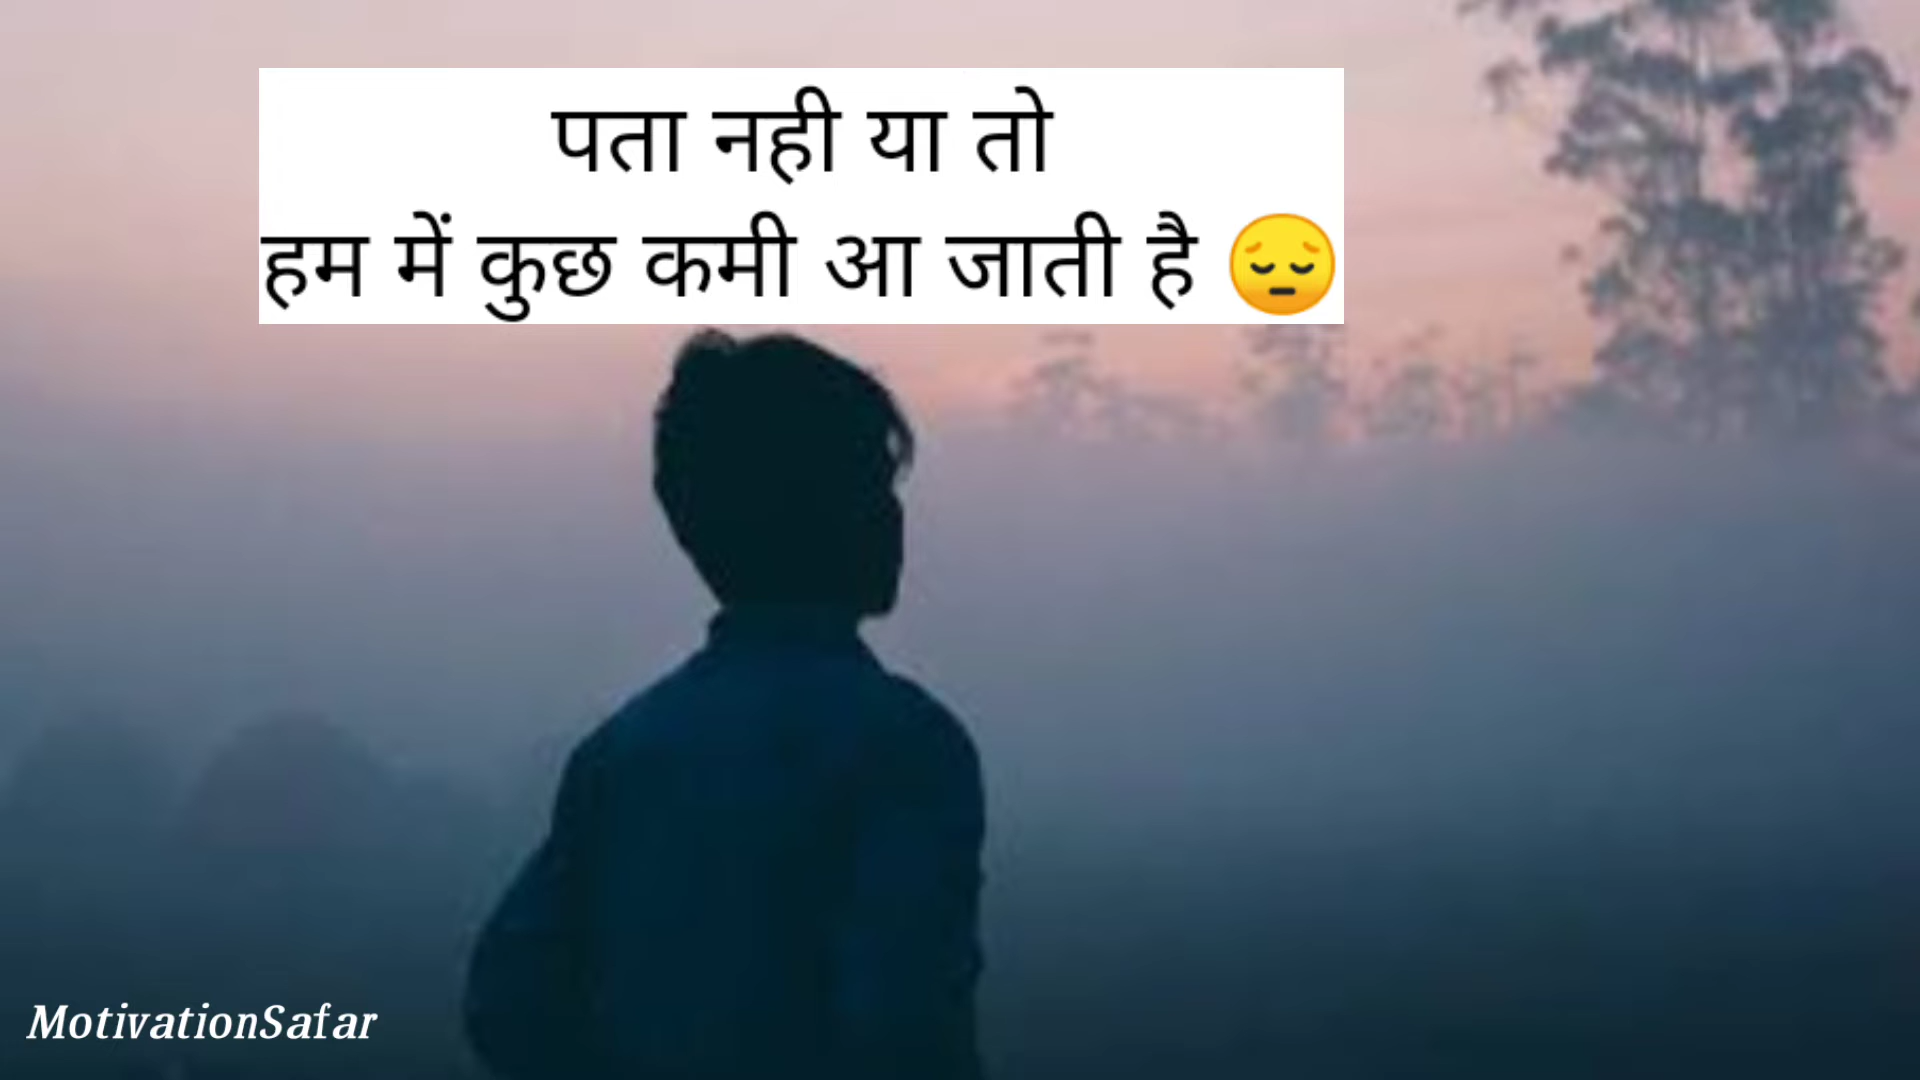 पता नही या तो
हम में कुछ कमी आ जाती है 😔
MotivationSafar